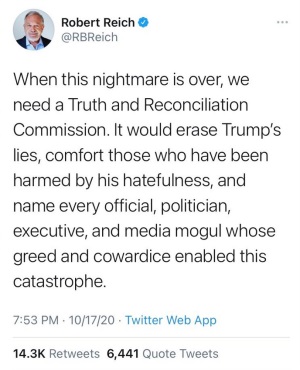 Robert Reich
@RBReich
When this nightmare is over, we
need a Truth and Reconciliation
Commission. It would erase Trump's
lies, comfort those who have been
harmed by his hatefulness, and
name every official, politician,
executive, and media mogul whose
greed and cowardice enabled this
catastrophe.
7:53 PM · 10/17/20 · Twitter Web App
14.3K Retweets 6,441 Quote Tweets